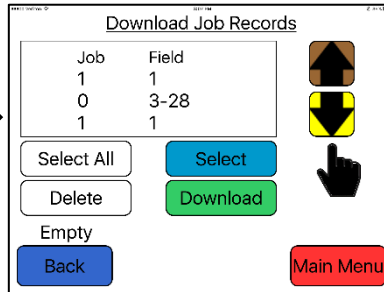 Download Job Records
Job Field
1 1
0 3-28
1 1
Select All Select
Delete Download
Empty
Back Main Menu